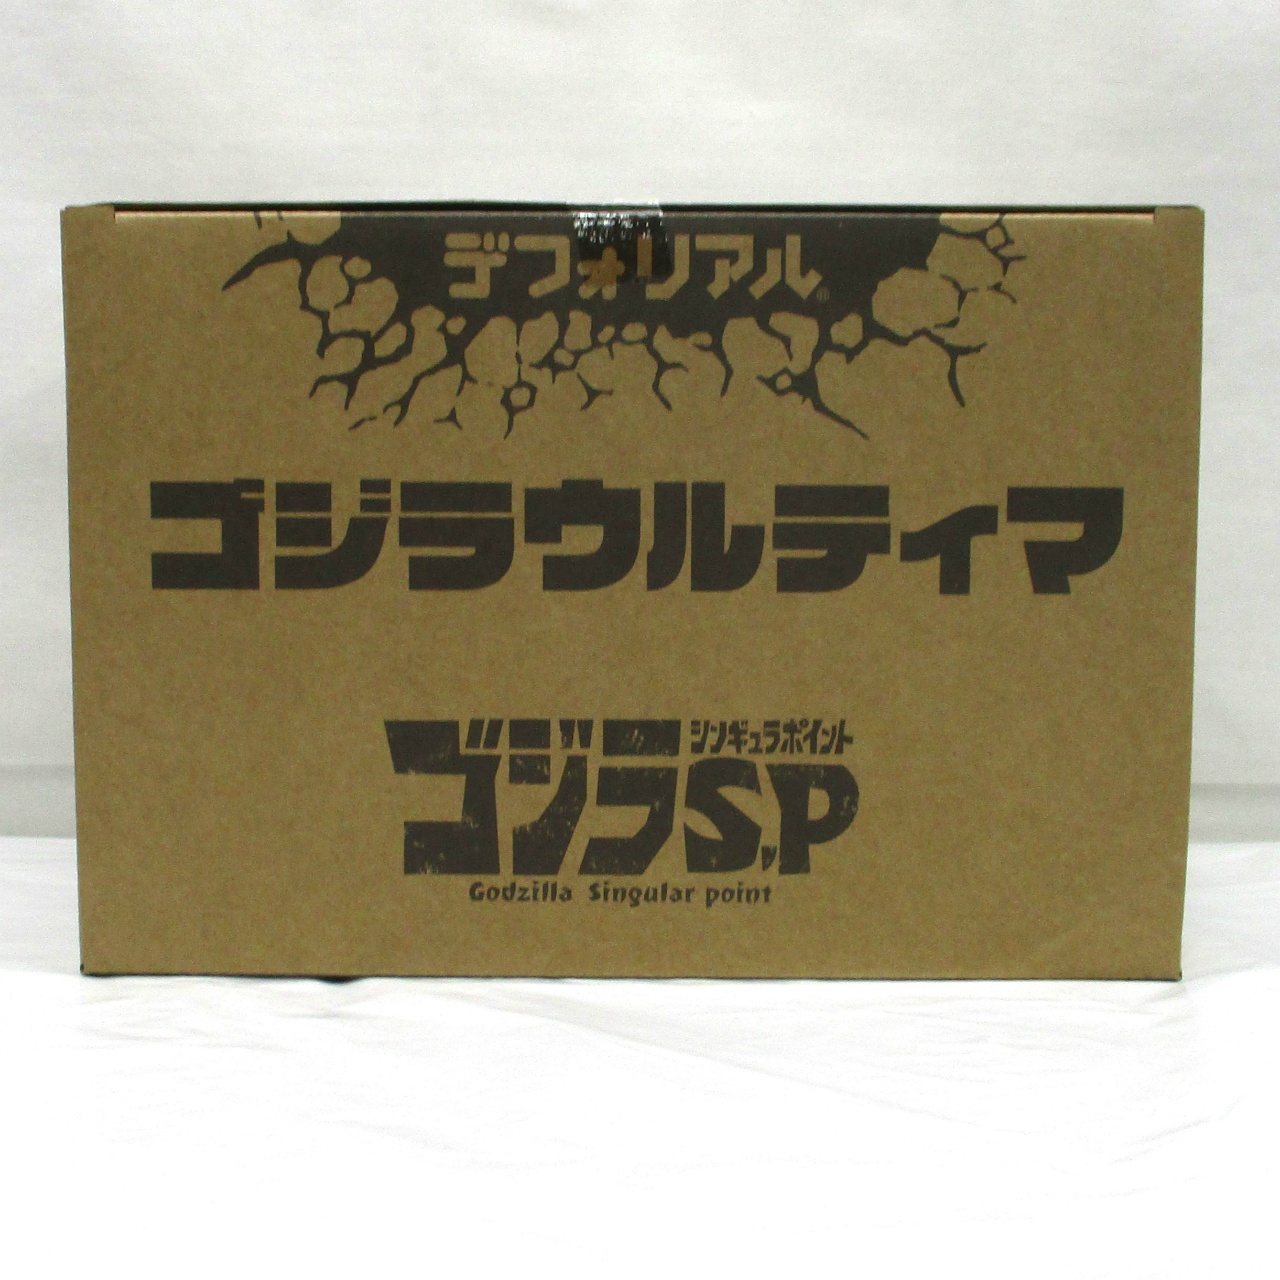 デフォリアル®
ゴジラウルティマ
シンギュラポイント
ゴジラS.P
Godzilla Singular point